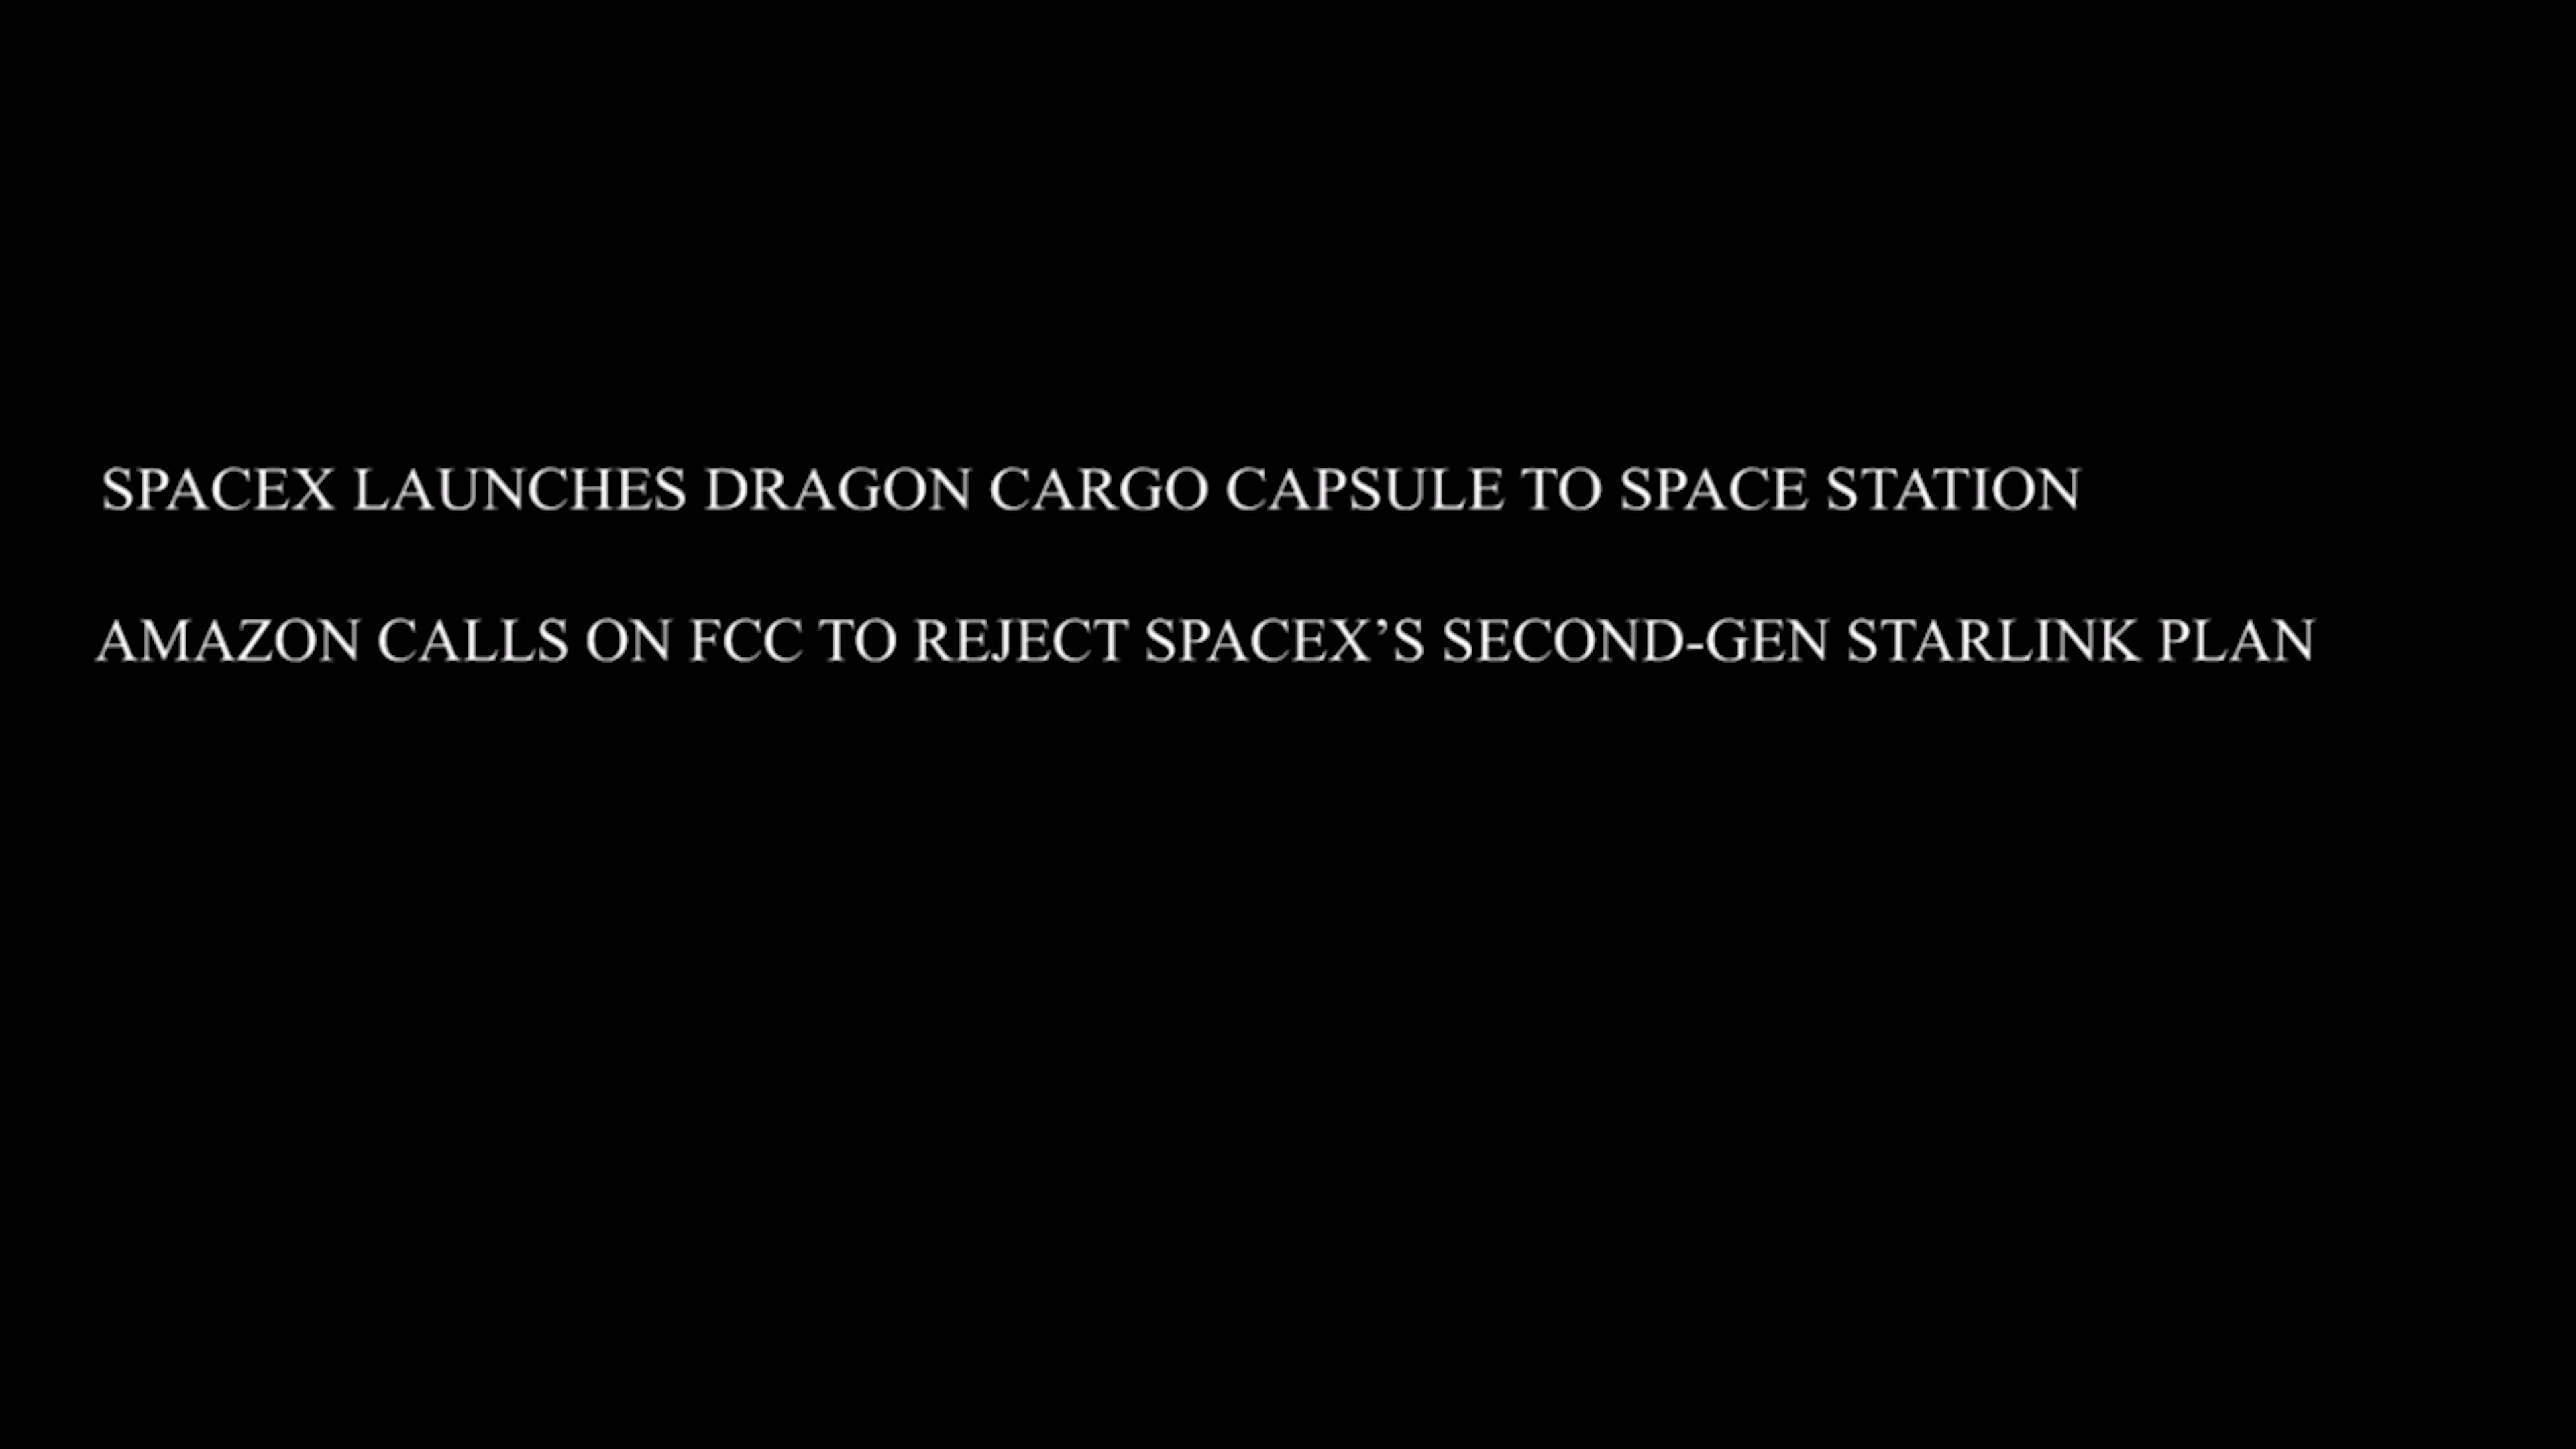 SPACEX LAUNCHES DRAGON CARGO CAPSULE TO SPACE STATION
AMAZON CALLS ON FCC TO REJECT SPACEX’S SECOND-GEN STARLINK PLAN